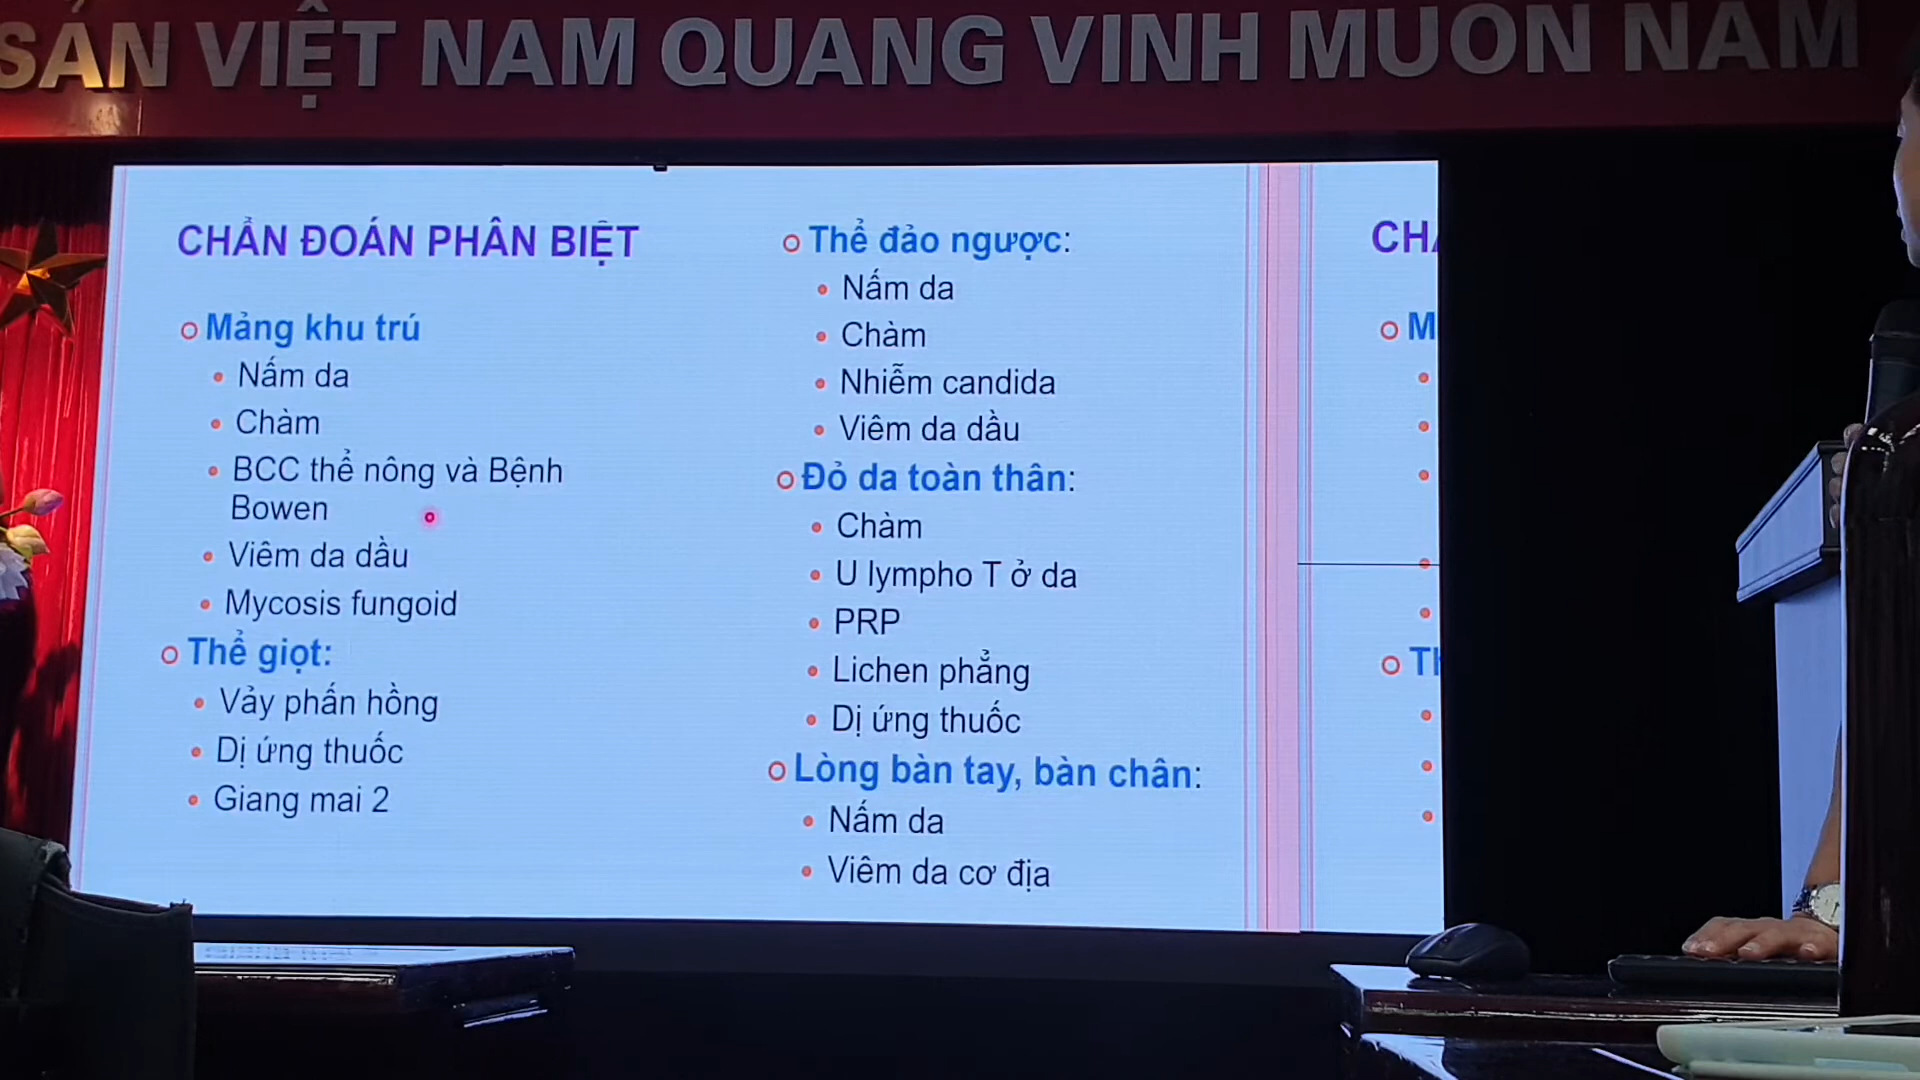 SẢN VIỆT NAM QUANG VINH MUÔN NĂM
CHẨN ĐOÁN PHÂN BIỆT
Mảng khu trú
Nấm da
Chàm
BCC thể nông và Bệnh
Bowen
Viêm da dầu
Mycosis fungoid
Thể giọt:
Vảy phấn hồng
Dị ứng thuốc
Giang mai 2
Thể đảo ngược:
Nấm da
Chàm
Nhiễm candida
Viêm da dầu
Đỏ da toàn thân:
Chàm
U lympho T ở da
PRP
Lichen phẳng
Dị ứng thuốc
Lòng bàn tay, bàn chân:
Nấm da
Viêm da cơ địa
CH
M
Th